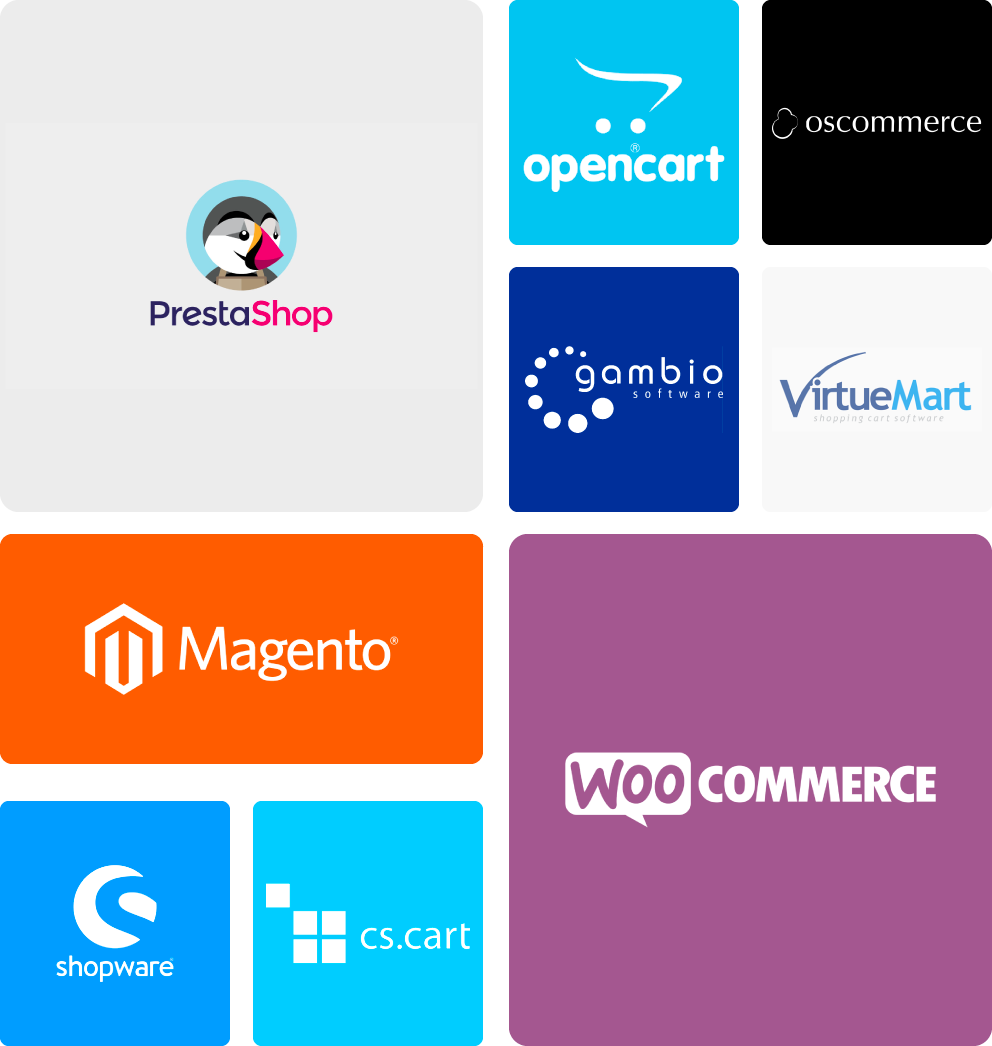 PrestaShop
opencart
®
oscommerce
gambio
software
VirtueMart
shopping cart software
Magento®
WOO COMMERCE
shopware®
cs.cart